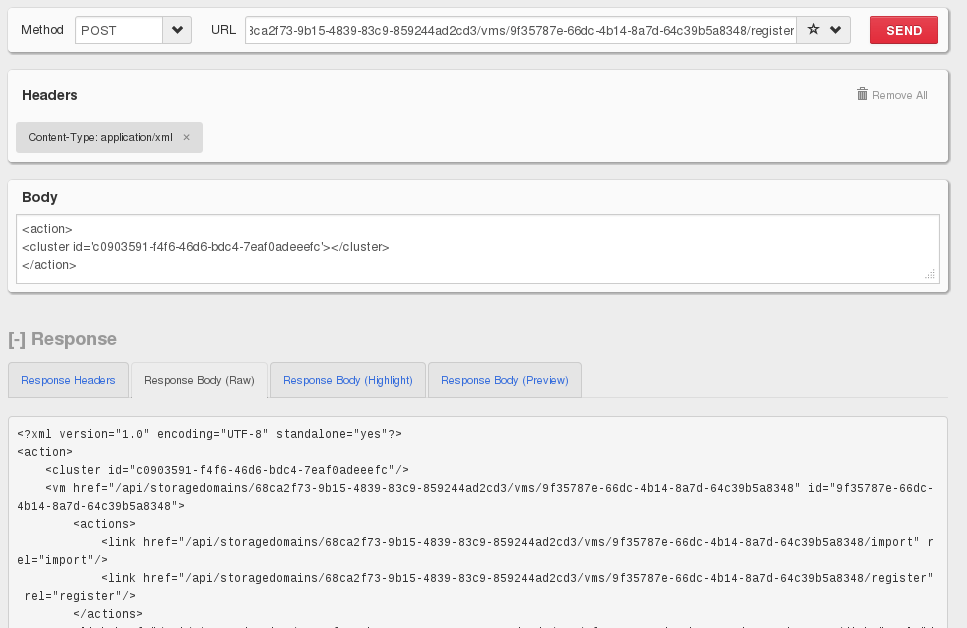 Method POST URL 8ca2f73-9b15-4839-83c9-859244ad2cd3/vms/9f35787e-66dc-4b14-8a7d-64c39b5a8348/register SEND
Headers Remove All
Content-Type: application/xml ×
Body
<action>
<cluster id='c0903591-f4f6-46d6-bdc4-7eaf0adeeefc'></cluster>
</action>
[-] Response
Response Headers Response Body (Raw) Response Body (Highlight) Response Body (Preview)
<?xml version="1.0" encoding="UTF-8" standalone="yes"?>
<action>
    <cluster id="c0903591-f4f6-46d6-bdc4-7eaf0adeeefc"/>
    <vm href="/api/storagedomains/68ca2f73-9b15-4839-83c9-859244ad2cd3/vms/9f35787e-66dc-4b14-8a7d-64c39b5a8348" id="9f35787e-66dc-
4b14-8a7d-64c39b5a8348">
        <actions>
            <link href="/api/storagedomains/68ca2f73-9b15-4839-83c9-859244ad2cd3/vms/9f35787e-66dc-4b14-8a7d-64c39b5a8348/import" r
el="import"/>
            <link href="/api/storagedomains/68ca2f73-9b15-4839-83c9-859244ad2cd3/vms/9f35787e-66dc-4b14-8a7d-64c39b5a8348/register"
 rel="register"/>
        </actions>